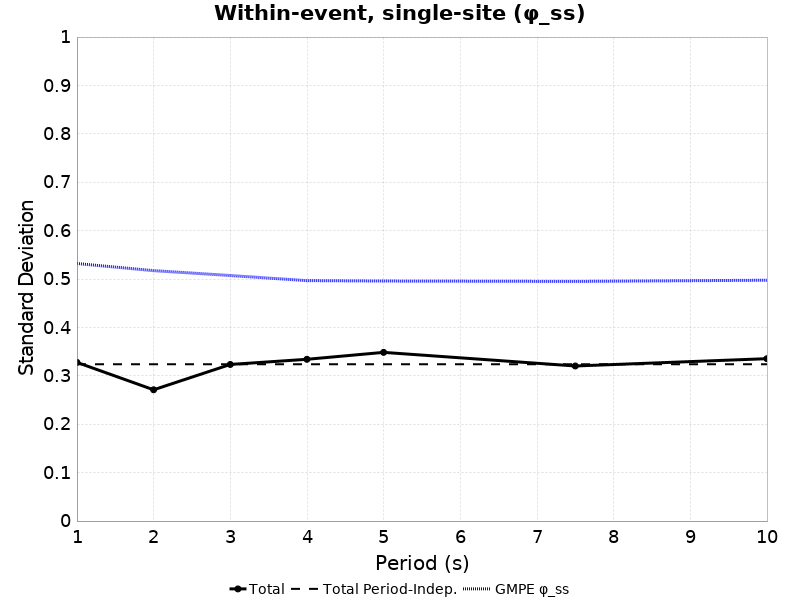 Within-event, single-site (φ_ss)
1
0.9
0.8
0.7
0.6
0.5
0.4
0.3
0.2
0.1
0
Standard Deviation
1 2 3 4 5 6 7 8 9 10
Period (s)
Total Total Period-Indep. GMPE φ_ss